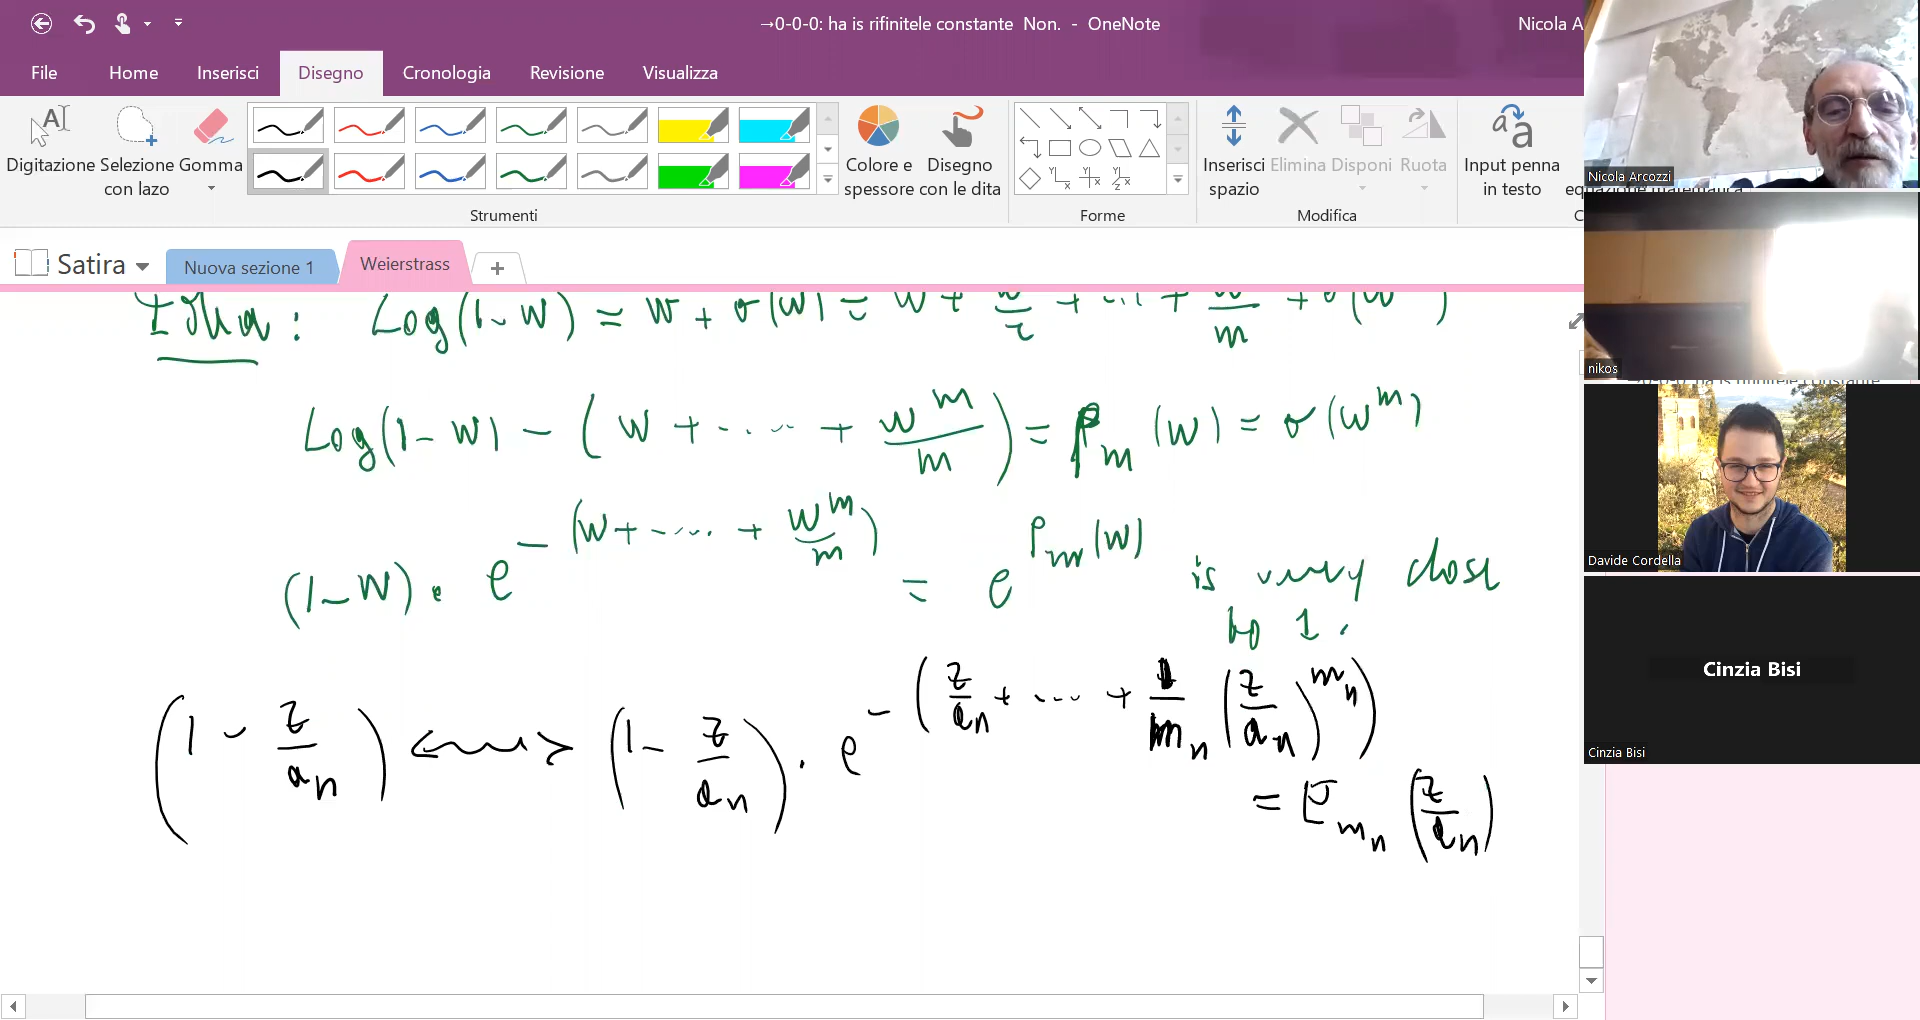 →0-0-0: ha is rifinitele constante Non. - OneNote
Nicola A
File Home Inserisci Disegno Cronologia Revisione Visualizza
Digitazione
Selezione con lazo
Gomma
Colore e spessore
Disegno con le dita
Inserisci spazio
Elimina
Disponi
Ruota
Input penna in testo
Strumenti
Forme
Modifica
Satira
Nuova sezione 1
Weierstrass
+
: Log(1-w) = w + o(w) = w + w/2 + ... + w/m + o(w )
Log(1-w) - (w + ..... + w^m/m) = P_m(w) = o(w^m)
(1-w) · e^{-(w + ..... + w^m/m)} = e^{P_m(w)} is very close
to 1.
(1 - z/a_n) <~~> (1 - z/a_n) · e^{-(z/a_n + ... + 1/m_n (z/a_n)^{m_n})}
= E_{m_n}(z/a_n)
Nicola Arcozzi
nikos
Davide Cordella
Cinzia Bisi
Cinzia Bisi